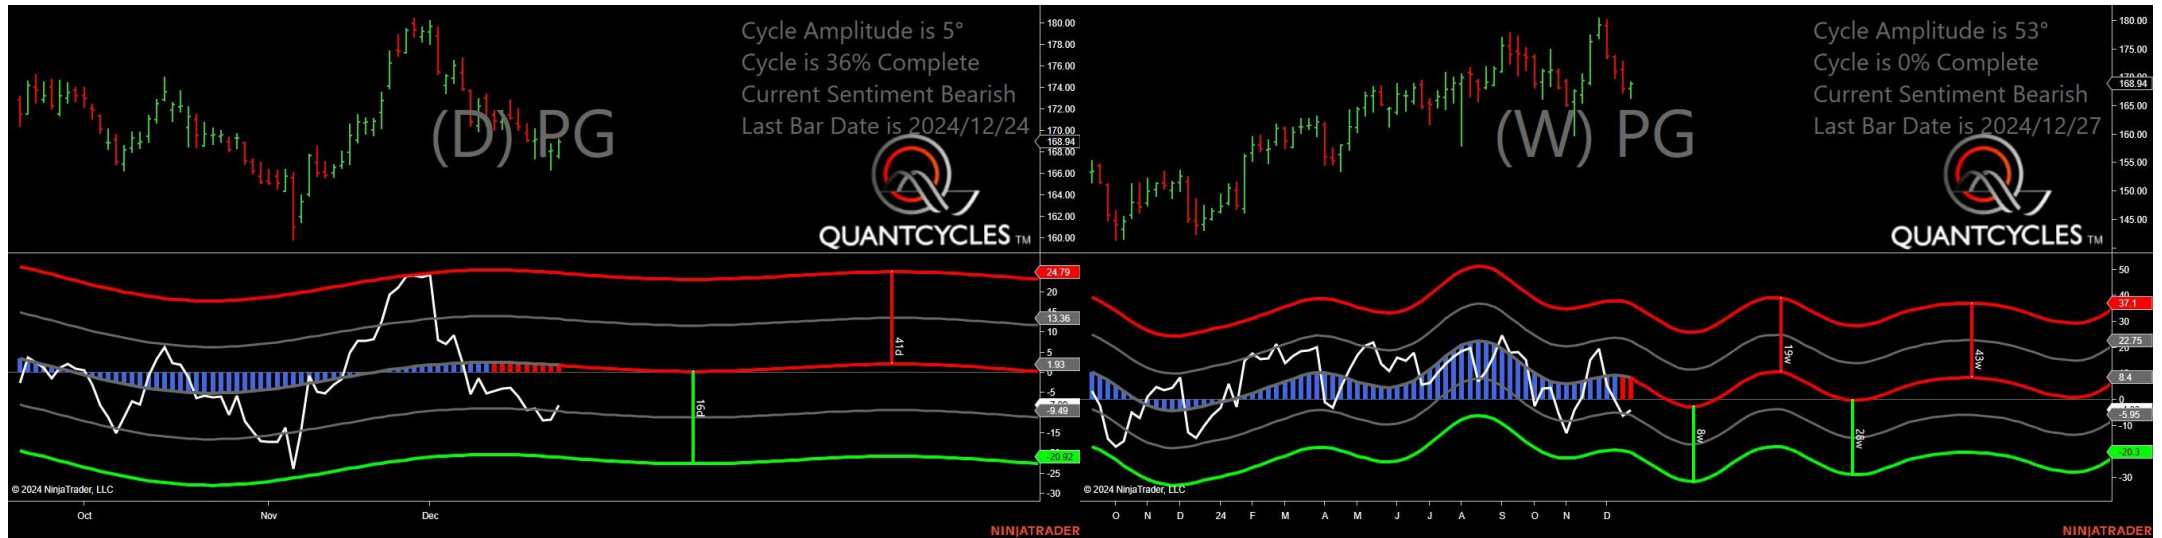 Cycle Amplitude is 5°
Cycle is 36% Complete
Current Sentiment Bearish
Last Bar Date is 2024/12/24
(D) PG
QUANTCYCLES TM
180.00
178.00
176.00
174.00
172.00
170.00
168.94
168.00
166.00
164.00
162.00
160.00
24.79
20
15
13.36
10
5
1.93
0
-5
-9.49
-15
-20.92
-25
-30
41d
16d
© 2024 NinjaTrader, LLC
Oct
Nov
Dec
NINJATRADER
Cycle Amplitude is 53°
Cycle is 0% Complete
Current Sentiment Bearish
Last Bar Date is 2024/12/27
(W) PG
QUANTCYCLES TM
180.00
175.00
170.00
168.94
165.00
160.00
155.00
150.00
145.00
50
40
37.1
30
22.75
20
8.4
0
-5.95
-10
-20.3
-30
19w
43w
8w
28w
© 2024 NinjaTrader, LLC
O
N
D
24
F
M
A
M
J
J
A
S
O
N
D
NINJATRADER